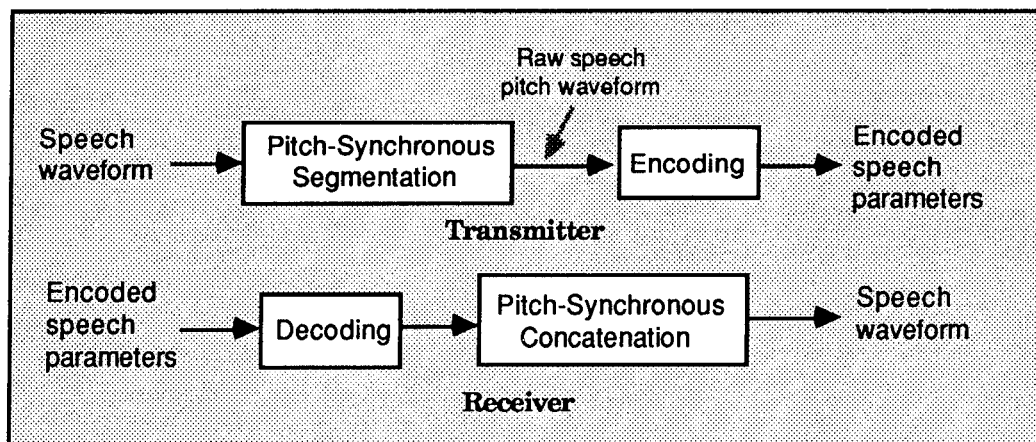 Raw speech
pitch waveform
Speech
waveform
Pitch-Synchronous
Segmentation
Encoding
Encoded
speech
parameters
Transmitter
Encoded
speech
parameters
Decoding
Pitch-Synchronous
Concatenation
Speech
waveform
Receiver